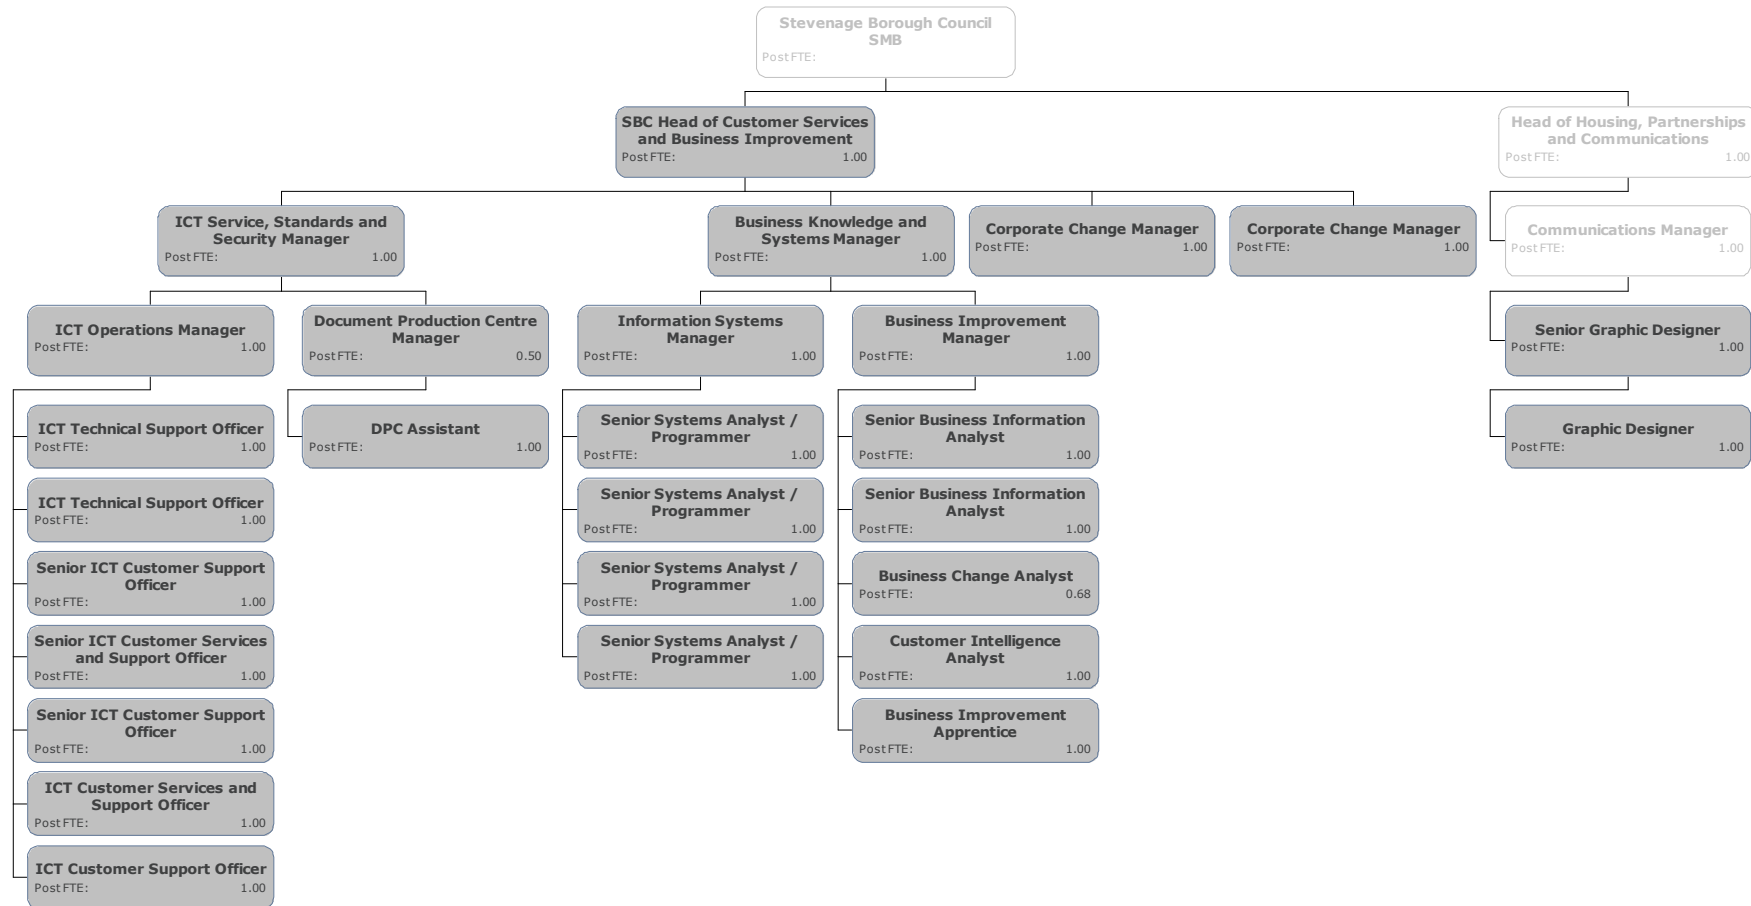 Stevenage Borough Council
SMB
Post FTE:
SBC Head of Customer Services
and Business Improvement
Post FTE: 1.00
Head of Housing, Partnerships
and Communications
Post FTE: 1.00
ICT Service, Standards and
Security Manager
Post FTE: 1.00
Business Knowledge and
Systems Manager
Post FTE: 1.00
Corporate Change Manager
Post FTE: 1.00
Corporate Change Manager
Post FTE: 1.00
Communications Manager
Post FTE: 1.00
ICT Operations Manager
Post FTE: 1.00
Document Production Centre
Manager
Post FTE: 0.50
Information Systems
Manager
Post FTE: 1.00
Business Improvement
Manager
Post FTE: 1.00
Senior Graphic Designer
Post FTE: 1.00
ICT Technical Support Officer
Post FTE: 1.00
DPC Assistant
Post FTE: 1.00
Senior Systems Analyst /
Programmer
Post FTE: 1.00
Senior Business Information
Analyst
Post FTE: 1.00
Graphic Designer
Post FTE: 1.00
ICT Technical Support Officer
Post FTE: 1.00
Senior Systems Analyst /
Programmer
Post FTE: 1.00
Senior Business Information
Analyst
Post FTE: 1.00
Senior ICT Customer Support
Officer
Post FTE: 1.00
Senior Systems Analyst /
Programmer
Post FTE: 1.00
Business Change Analyst
Post FTE: 0.68
Senior ICT Customer Services
and Support Officer
Post FTE: 1.00
Senior Systems Analyst /
Programmer
Post FTE: 1.00
Customer Intelligence
Analyst
Post FTE: 1.00
Senior ICT Customer Support
Officer
Post FTE: 1.00
Business Improvement
Apprentice
Post FTE: 1.00
ICT Customer Services and
Support Officer
Post FTE: 1.00
ICT Customer Support Officer
Post FTE: 1.00